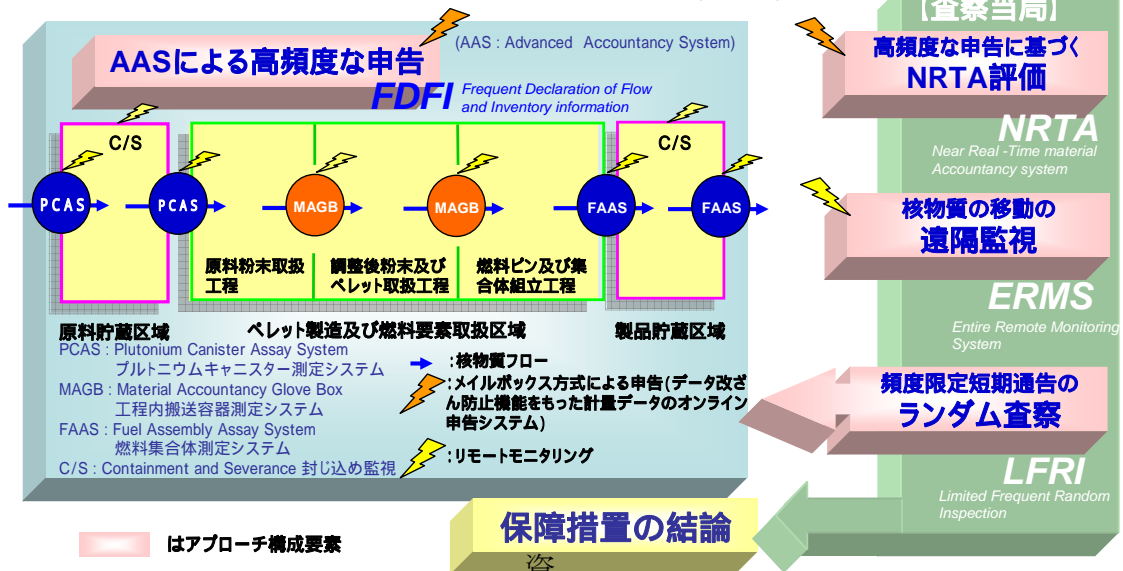 【査察当局】
AASによる高頻度な申告
(AAS : Advanced Accountancy System)
FDFI
Frequent Declaration of Flow
and Inventory information
高頻度な申告に基づく
NRTA評価
NRTA
Near Real -Time material
Accountancy system
C/S
C/S
PCAS
PCAS
MAGB
MAGB
FAAS
FAAS
原料粉末取扱
工程
調整後粉末及び
ペレット取扱工程
燃料ピン及び集
合体組立工程
核物質の移動の
遠隔監視
ERMS
Entire Remote Monitoring
System
原料貯蔵区域
ペレット製造及び燃料要素取扱区域
製品貯蔵区域
PCAS : Plutonium Canister Assay System
プルトニウムキャニスター測定システム
MAGB : Material Accountancy Glove Box
工程内搬送容器測定システム
FAAS : Fuel Assembly Assay System
燃料集合体測定システム
C/S : Containment and Severance 封じ込め監視
:核物質フロー
:メイルボックス方式による申告(データ改ざ
ん防止機能をもった計量データのオンライン
申告システム)
:リモートモニタリング
頻度限定短期通告の
ランダム査察
LFRI
Limited Frequent Random
Inspection
保障措置の結論
はアプローチ構成要素